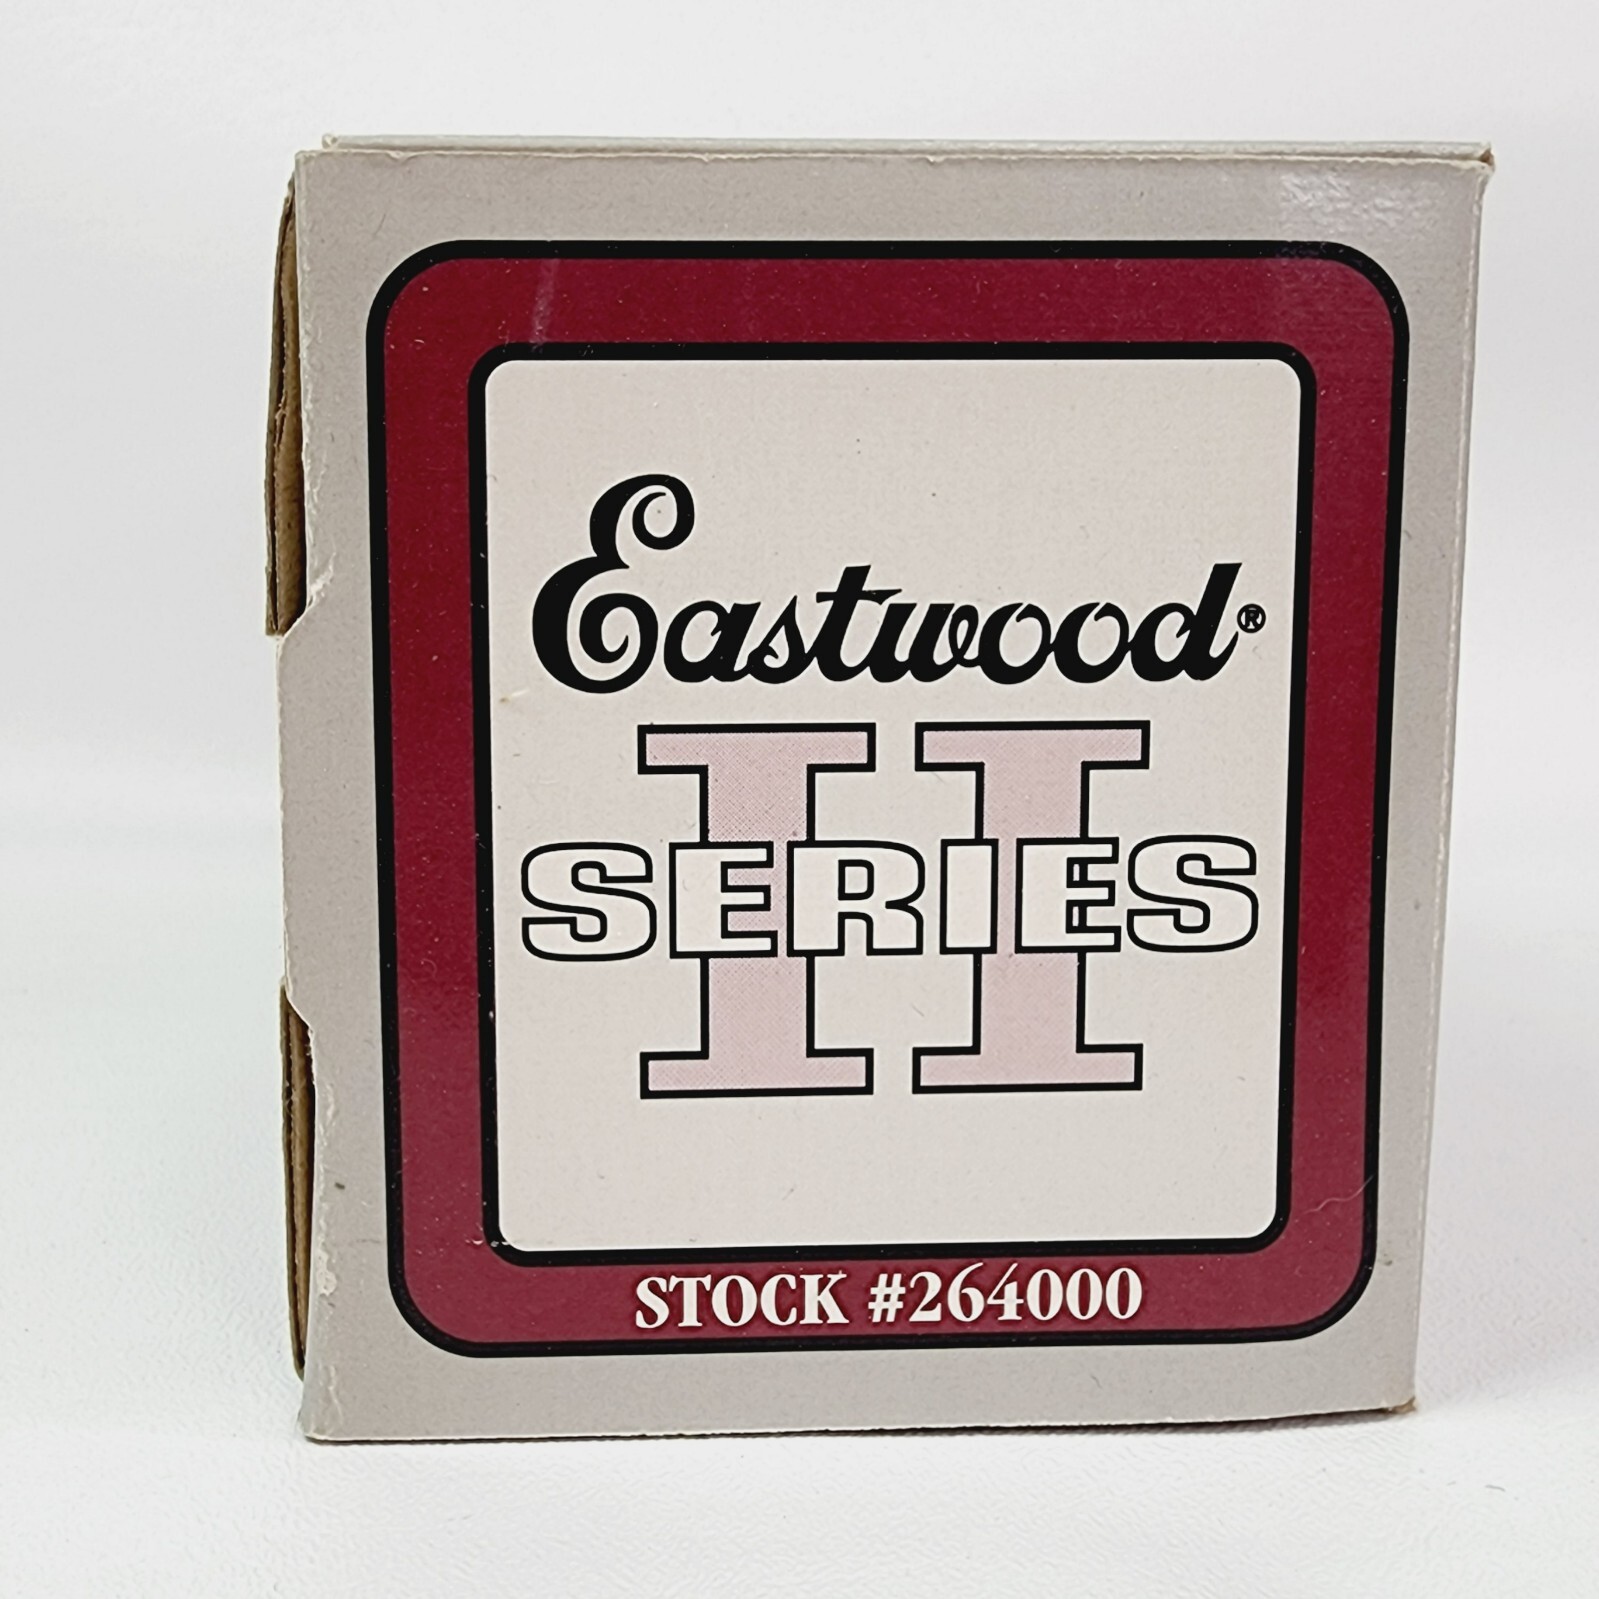 Eastwood®
II
SERIES
STOCK #264000